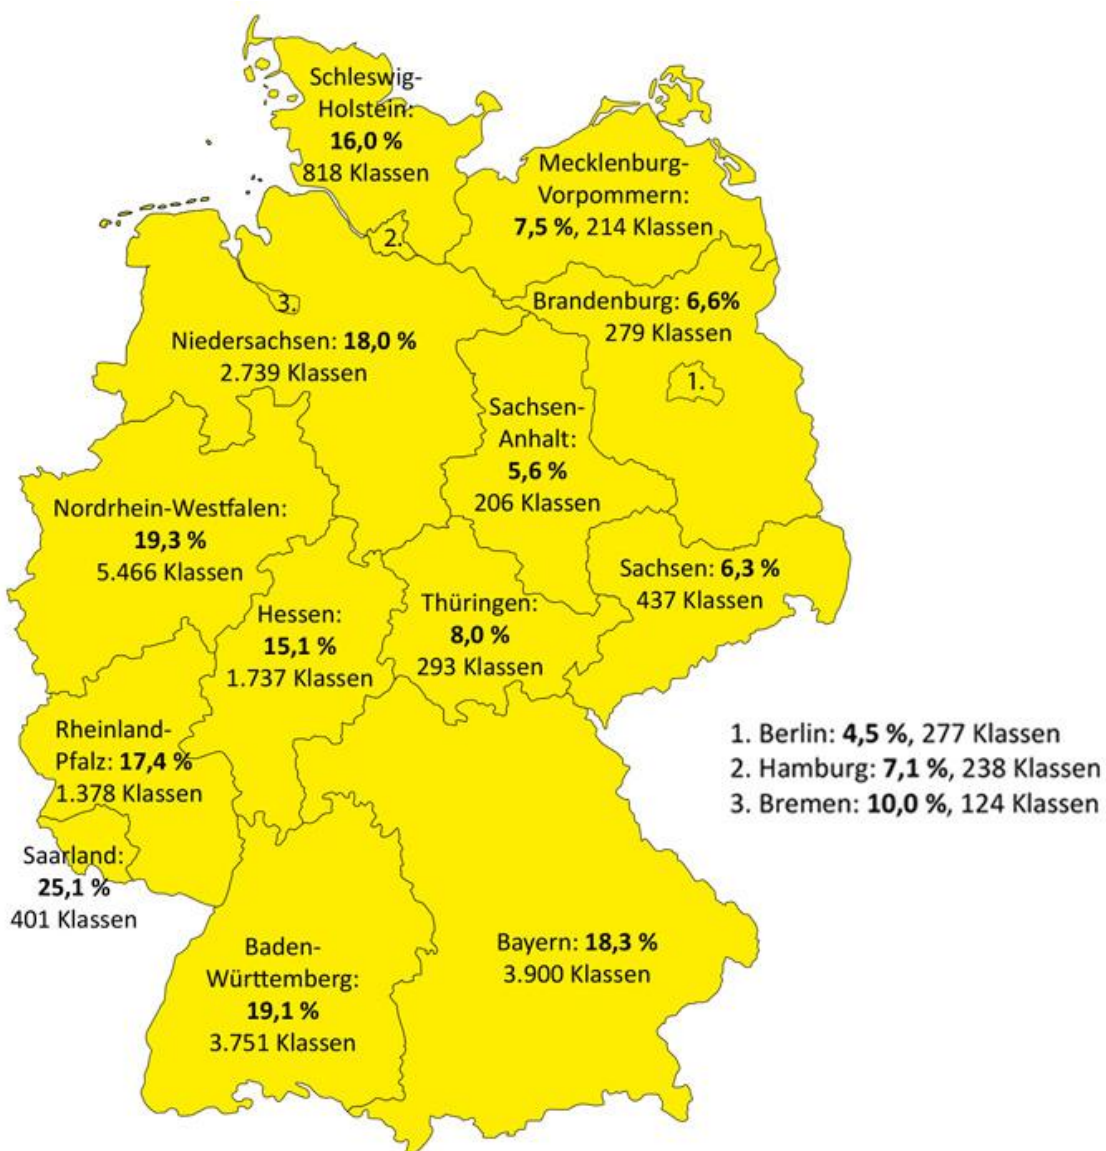 Schleswig-
Holstein:
16,0 %
818 Klassen
Mecklenburg-
Vorpommern:
7,5 %, 214 Klassen
2.
3.
Brandenburg: 6,6%
279 Klassen
1.
Niedersachsen: 18,0 %
2.739 Klassen
Sachsen-
Anhalt:
5,6 %
206 Klassen
Nordrhein-Westfalen:
19,3 %
5.466 Klassen
Sachsen: 6,3 %
437 Klassen
Thüringen:
8,0 %
293 Klassen
Hessen:
15,1 %
1.737 Klassen
Rheinland-
Pfalz: 17,4 %
1.378 Klassen
1. Berlin: 4,5 %, 277 Klassen
2. Hamburg: 7,1 %, 238 Klassen
3. Bremen: 10,0 %, 124 Klassen
Saarland:
25,1 %
401 Klassen
Baden-
Württemberg:
19,1 %
3.751 Klassen
Bayern: 18,3 %
3.900 Klassen